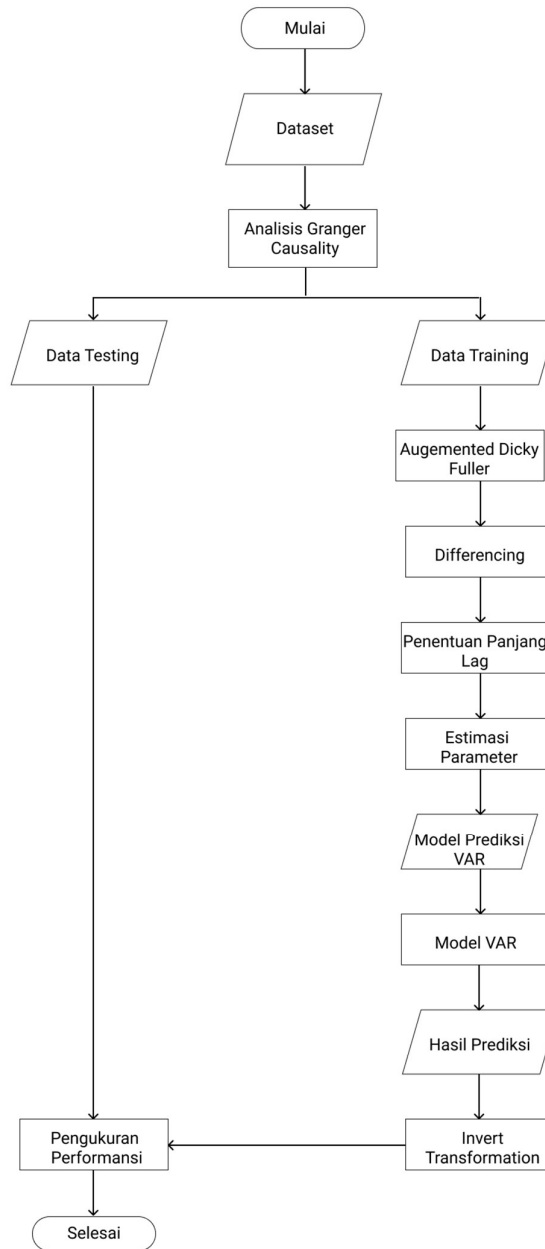 Mulai
Dataset
Analisis Granger
Causality
Data Testing
Data Training
Augemented Dicky
Fuller
Differencing
Penentuan Panjang
Lag
Estimasi
Parameter
Model Prediksi
VAR
Model VAR
Hasil Prediksi
Pengukuran
Performansi
Invert
Transformation
Selesai